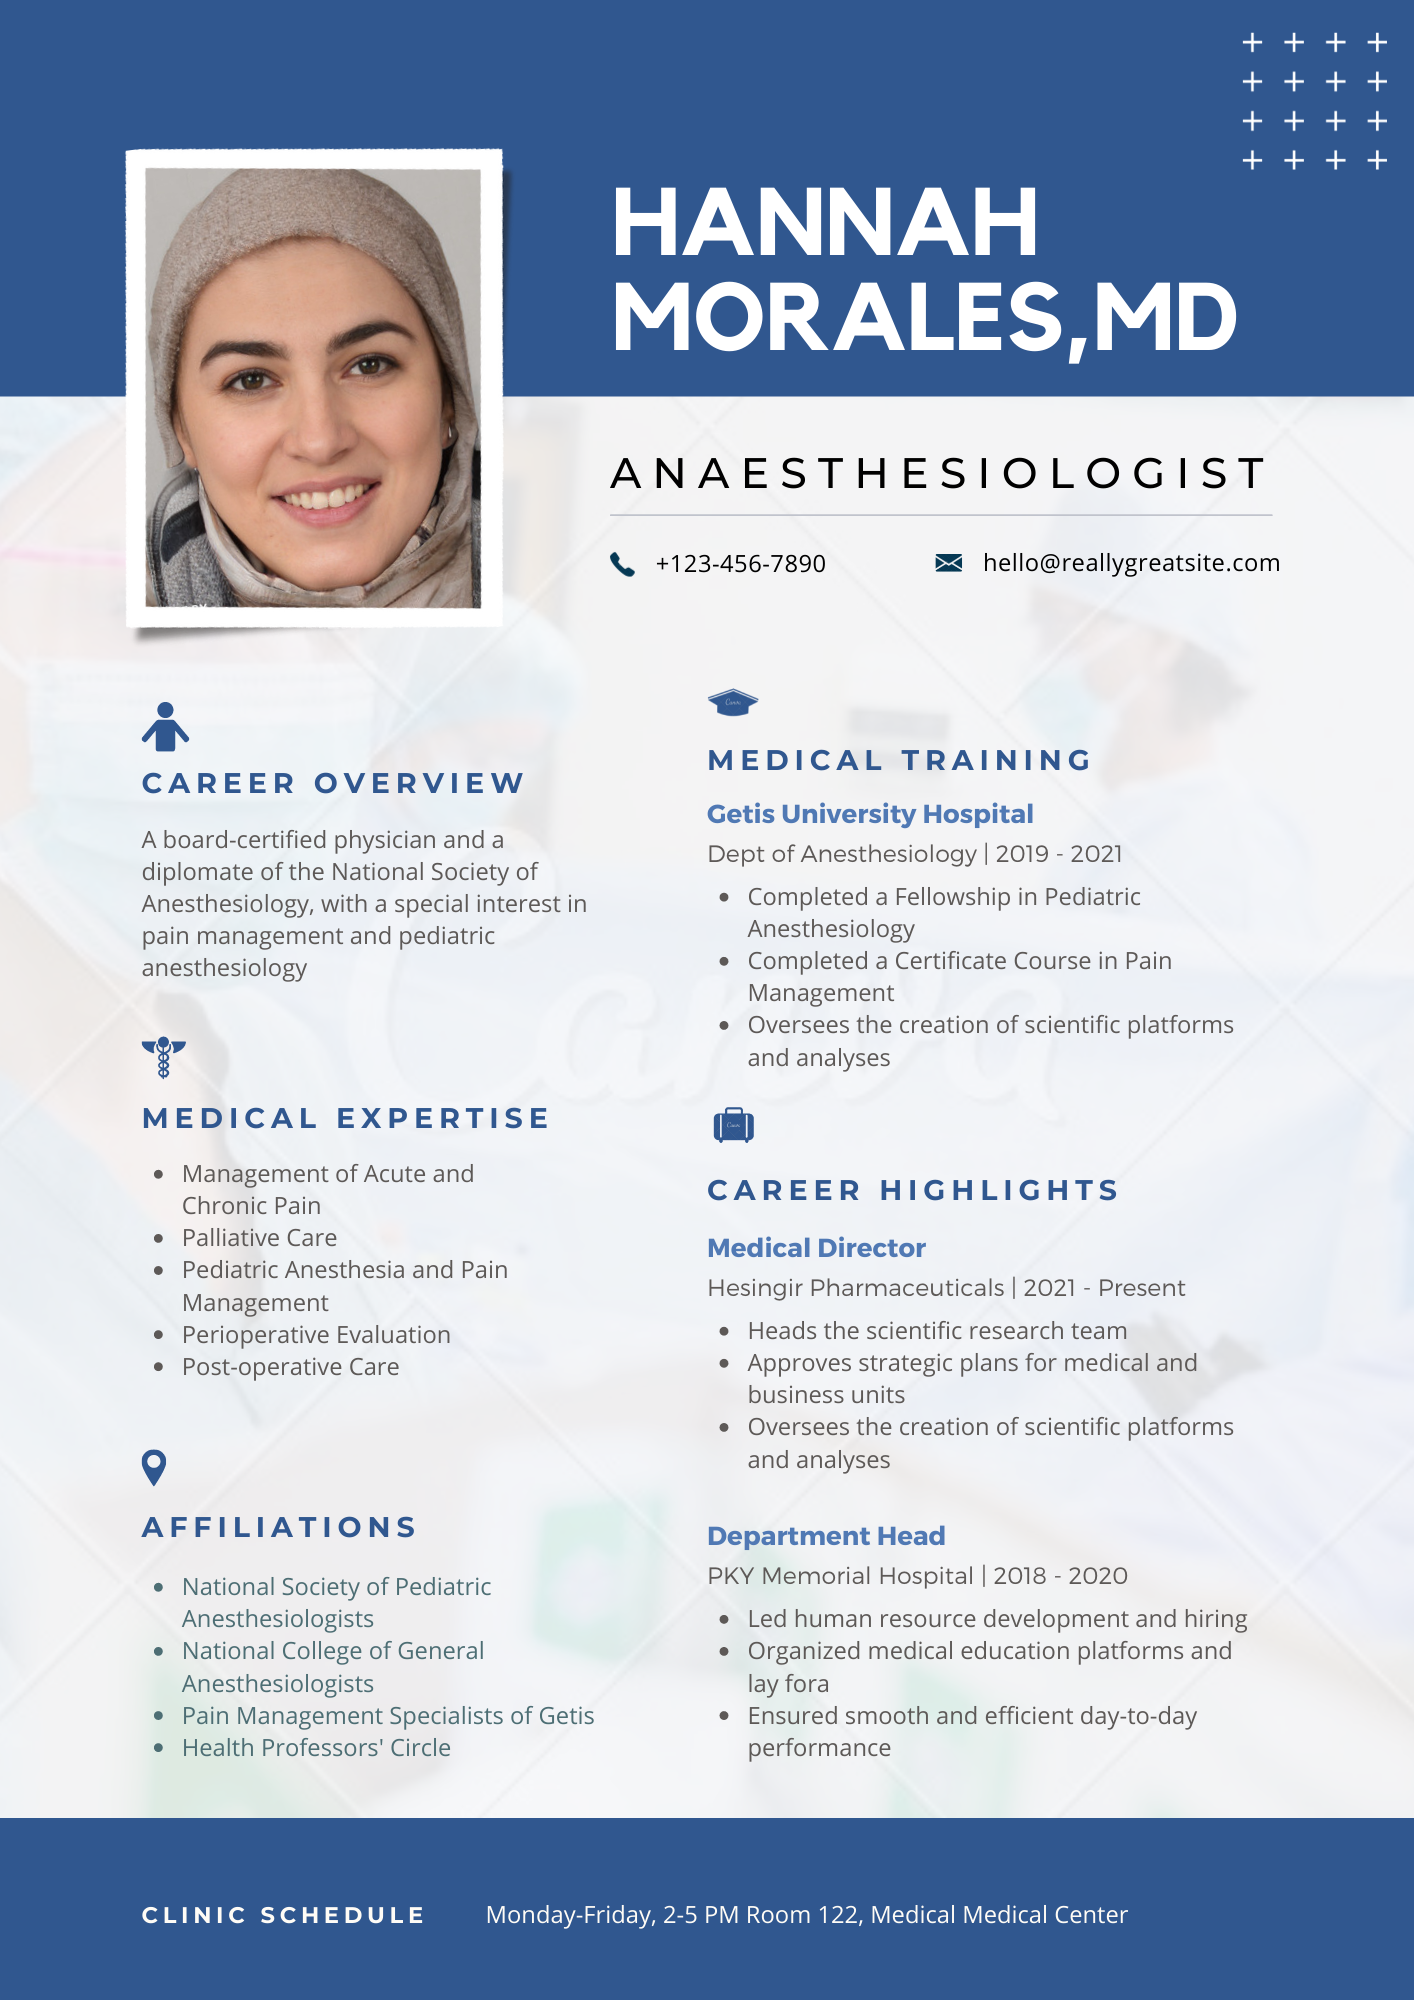 HANNAH
MORALES,MD
ANAESTHESIOLOGIST
+123-456-7890
hello@reallygreatsite.com
CAREER OVERVIEW
A board-certified physician and a
diplomate of the National Society of
Anesthesiology, with a special interest in
pain management and pediatric
anesthesiology
MEDICAL EXPERTISE
• Management of Acute and
Chronic Pain
• Palliative Care
• Pediatric Anesthesia and Pain
Management
• Perioperative Evaluation
• Post-operative Care
AFFILIATIONS
• National Society of Pediatric
Anesthesiologists
• National College of General
Anesthesiologists
• Pain Management Specialists of Getis
• Health Professors' Circle
MEDICAL TRAINING
Getis University Hospital
Dept of Anesthesiology | 2019 - 2021
• Completed a Fellowship in Pediatric
Anesthesiology
• Completed a Certificate Course in Pain
Management
• Oversees the creation of scientific platforms
and analyses
CAREER HIGHLIGHTS
Medical Director
Hesingir Pharmaceuticals | 2021 - Present
• Heads the scientific research team
• Approves strategic plans for medical and
business units
• Oversees the creation of scientific platforms
and analyses
Department Head
PKY Memorial Hospital | 2018 - 2020
• Led human resource development and hiring
• Organized medical education platforms and
lay fora
• Ensured smooth and efficient day-to-day
performance
CLINIC SCHEDULE
Monday-Friday, 2-5 PM Room 122, Medical Medical Center
Canva